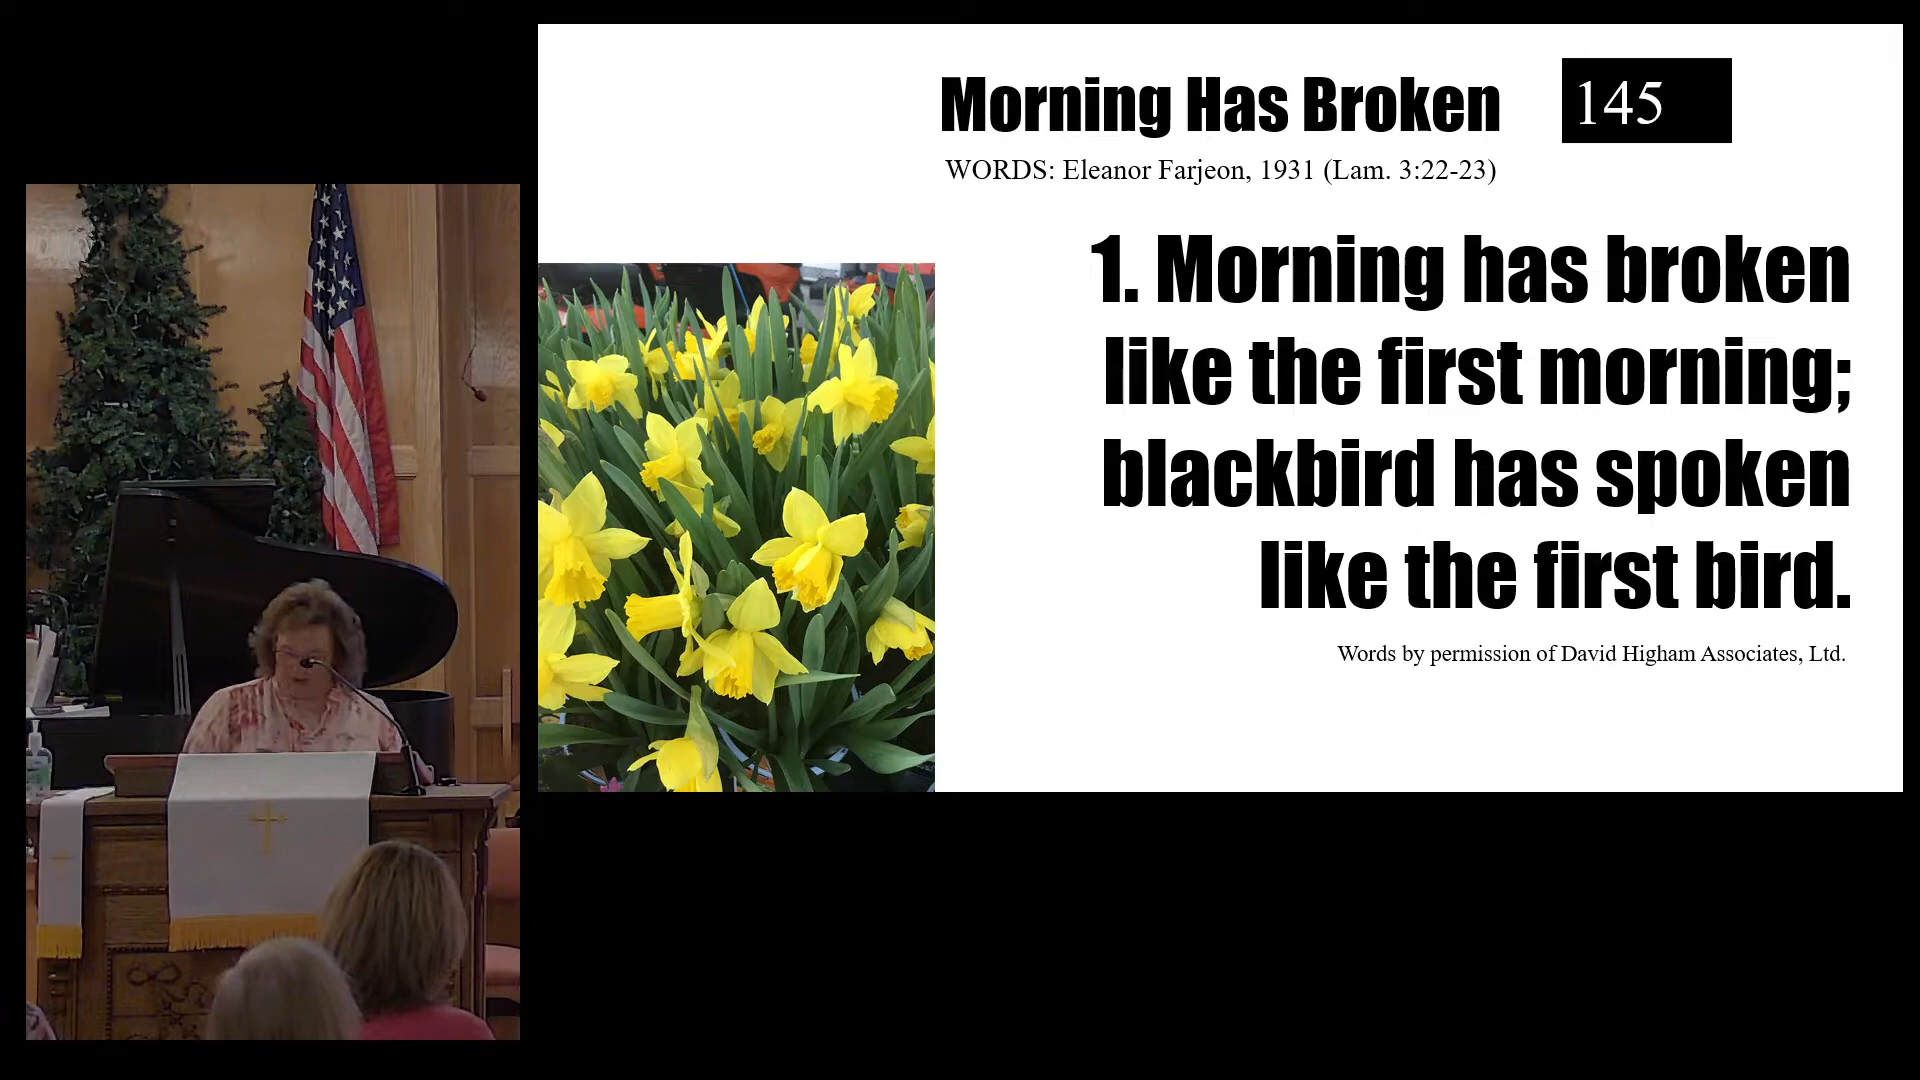 Morning Has Broken
145
WORDS: Eleanor Farjeon, 1931 (Lam. 3:22-23)
1. Morning has broken
like the first morning;
blackbird has spoken
like the first bird.
Words by permission of David Higham Associates, Ltd.